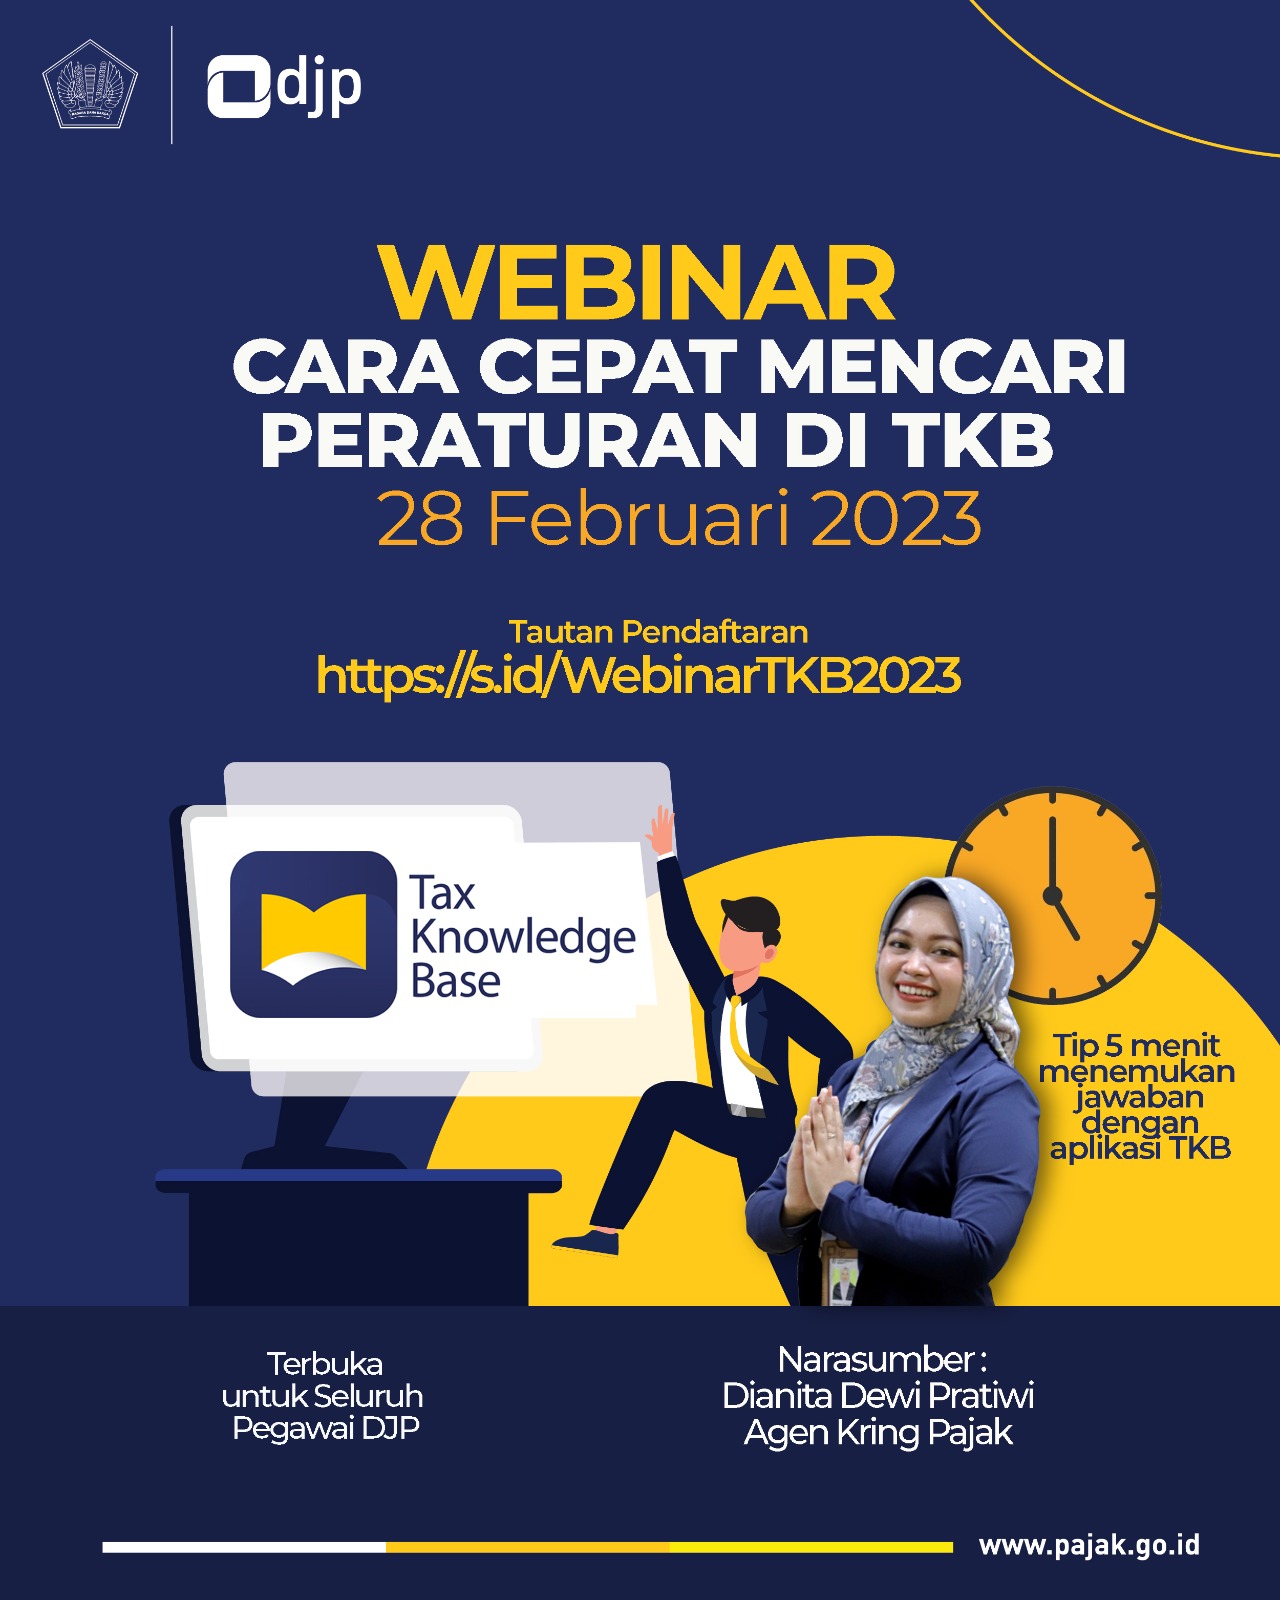 djp
WEBINAR
CARA CEPAT MENCARI
PERATURAN DI TKB
28 Februari 2023
Tautan Pendaftaran
https://s.id/WebinarTKB2023
Tax
Knowledge
Base
Tip 5 menit
menemukan
jawaban
dengan
aplikasi TKB
Terbuka
untuk Seluruh
Pegawai DJP
Narasumber :
Dianita Dewi Pratiwi
Agen Kring Pajak
www.pajak.go.id